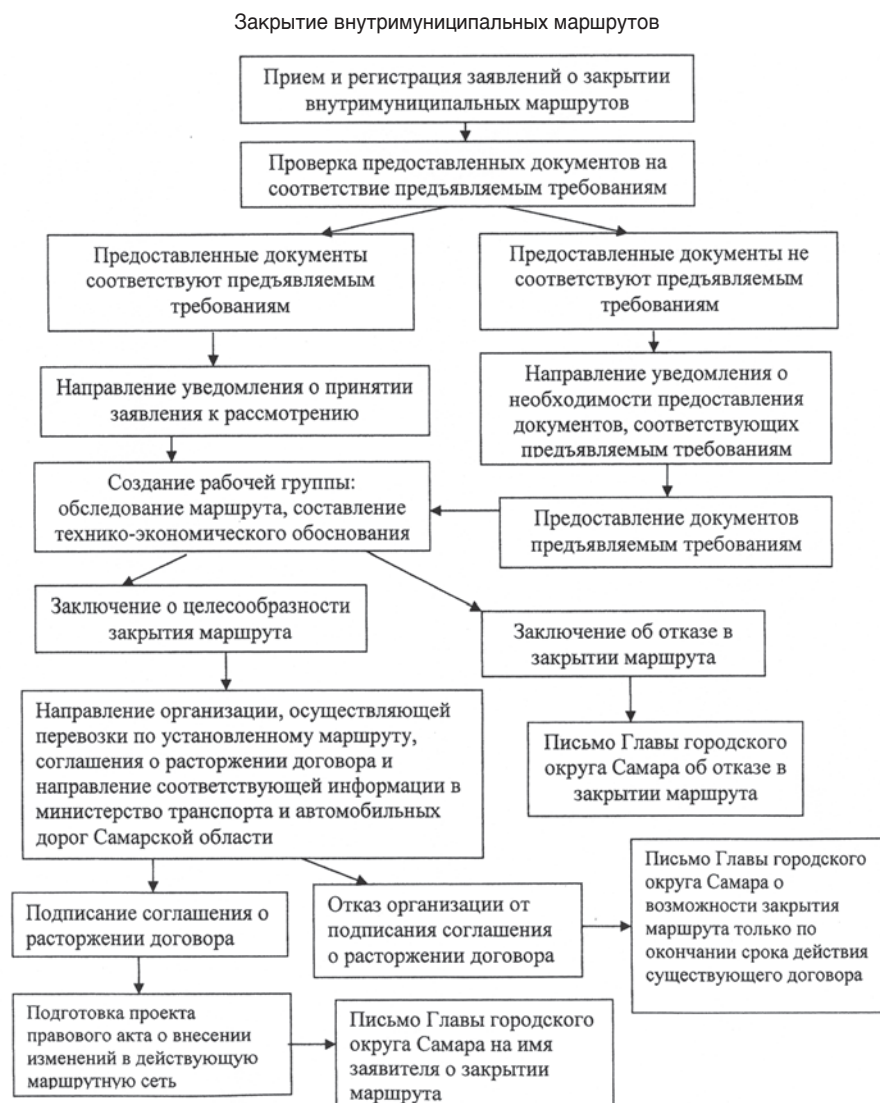 Закрытие внутримуниципальных маршрутов
Прием и регистрация заявлений о закрытии
внутримуниципальных маршрутов
Проверка предоставленных документов на
соответствие предъявляемым требованиям
Предоставленные документы
соответствуют предъявляемым
требованиям
Предоставленные документы не
соответствуют предъявляемым
требованиям
Направление уведомления о принятии
заявления к рассмотрению
Направление уведомления о
необходимости предоставления
документов, соответствующих
предъявляемым требованиям
Создание рабочей группы:
обследование маршрута, составление
технико-экономического обоснования
Предоставление документов
предъявляемым требованиям
Заключение о целесообразности
закрытия маршрута
Заключение об отказе в
закрытии маршрута
Направление организации, осуществляющей
перевозки по установленному маршруту,
соглашения о расторжении договора и
направление соответствующей информации в
министерство транспорта и автомобильных
дорог Самарской области
Письмо Главы городского
округа Самара об отказе в
закрытии маршрута
Подписание соглашения о
расторжении договора
Отказ организации от
подписания соглашения
о расторжении договора
Письмо Главы городского
округа Самара о
возможности закрытия
маршрута только по
окончании срока действия
существующего договора
Подготовка проекта
правового акта о внесении
изменений в действующую
маршрутную сеть
Письмо Главы городского
округа Самара на имя
заявителя о закрытии
маршрута